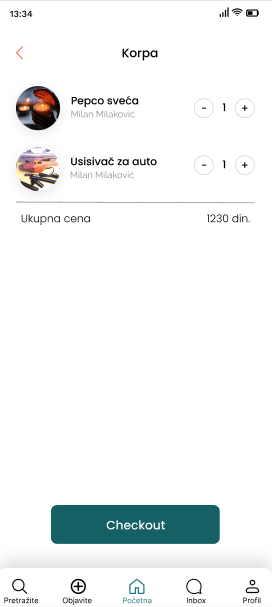 13:34
Korpa
Pepco sveća
Milan Milaković
- 1 +
Usisivač za auto
Milan Milaković
- 1 +
Ukupna cena 1230 din.
Checkout
Pretražite Objavite Početna Inbox Profil